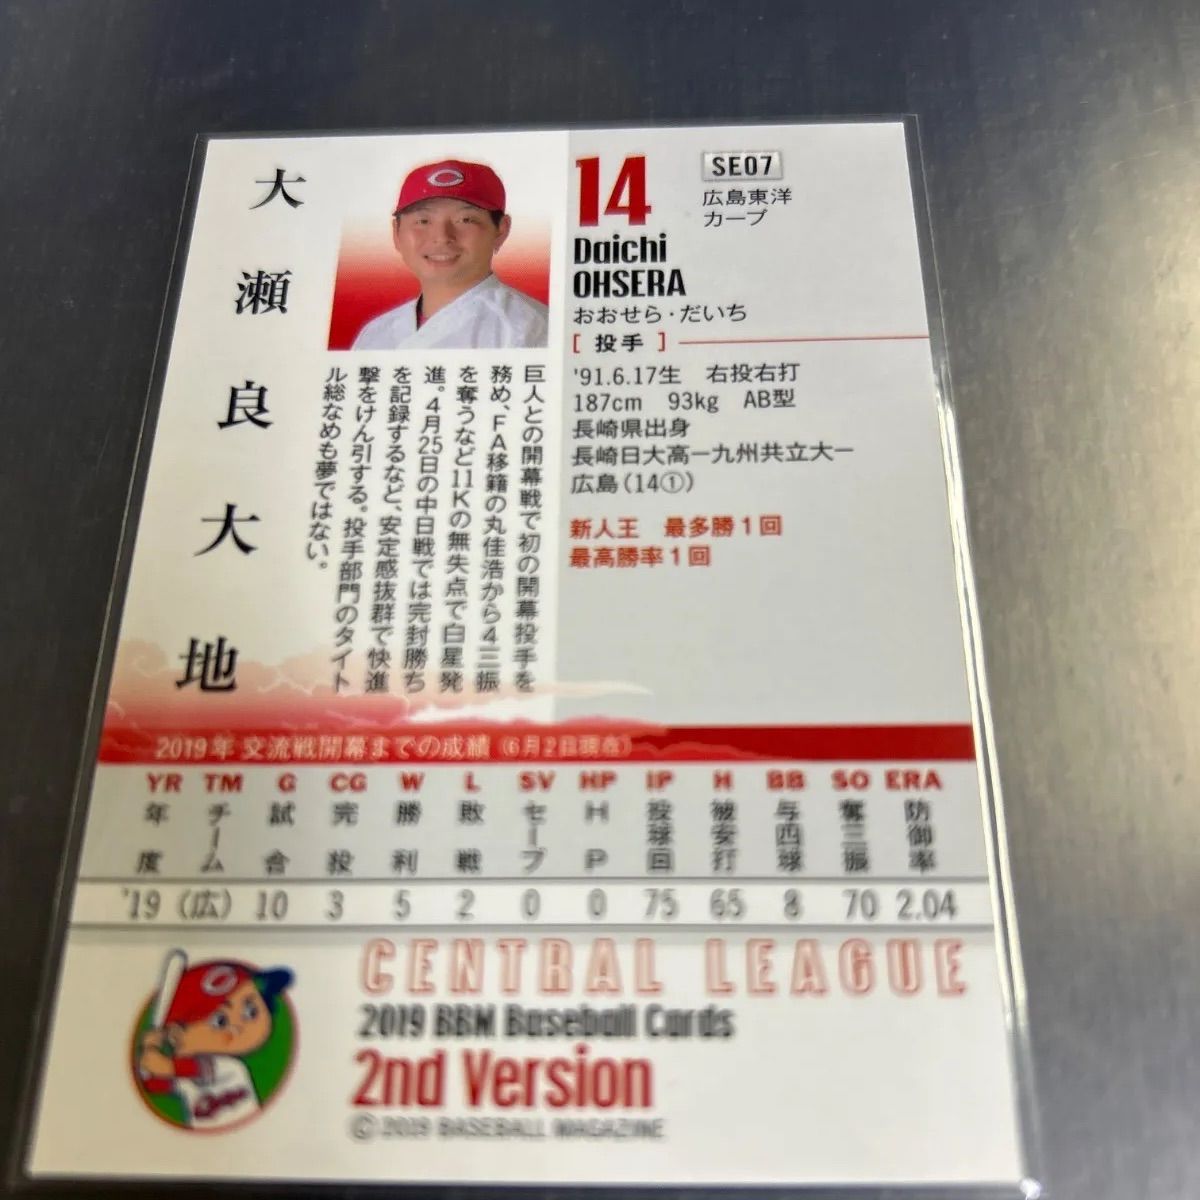 大瀬良大地
14
SE07
広島東洋
カープ
Daichi
OHSERA
おおせら・だいち
[ 投手 ]
'91.6.17生 右投右打
187cm 93kg AB型
長崎県出身
長崎日大高ー九州共立大ー
広島(14①)
新人王 最多勝1回
最高勝率1回
巨人との開幕戦で初の開幕投手を
務め、FA移籍の丸佳浩から4三振
を奪うなど11Kの無失点で白星発
進。4月25日の中日戦では完封勝ち
を記録するなど、安定感抜群で快進
撃をけん引する。投手部門のタイト
ル総なめも夢ではない。
2019年 交流戦開幕までの成績(6月2日現在)
YR TM G CG W L SV HP IP H BB SO ERA
年度 チーム 試合 完投 勝利 敗戦 セーブ HP 投球回 被安打 与四球 奪三振 防御率
'19 (広) 10 3 5 2 0 0 75 65 8 70 2.04
CENTRAL LEAGUE
2019 BBM Baseball Cards
2nd Version
© 2019 BASEBALL MAGAZINE
C
Carp